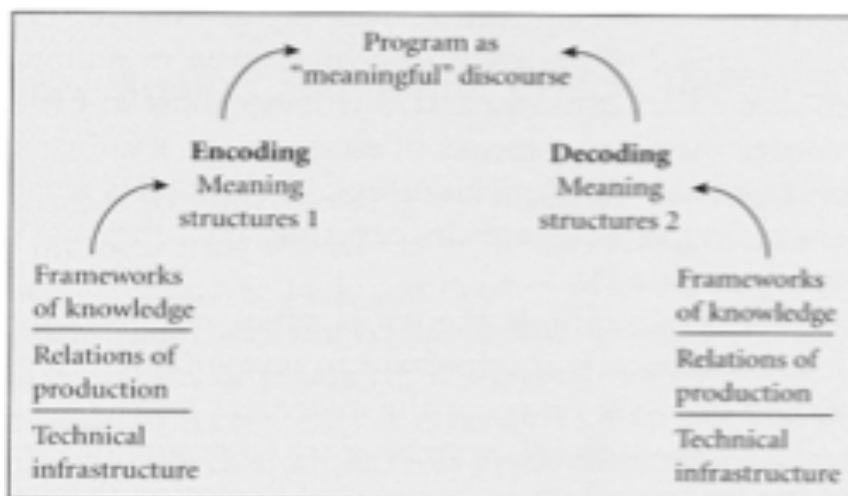 Program as
"meaningful" discourse
Encoding
Meaning
structures 1
Decoding
Meaning
structures 2
Frameworks
of knowledge
Relations of
production
Technical
infrastructure
Frameworks
of knowledge
Relations of
production
Technical
infrastructure